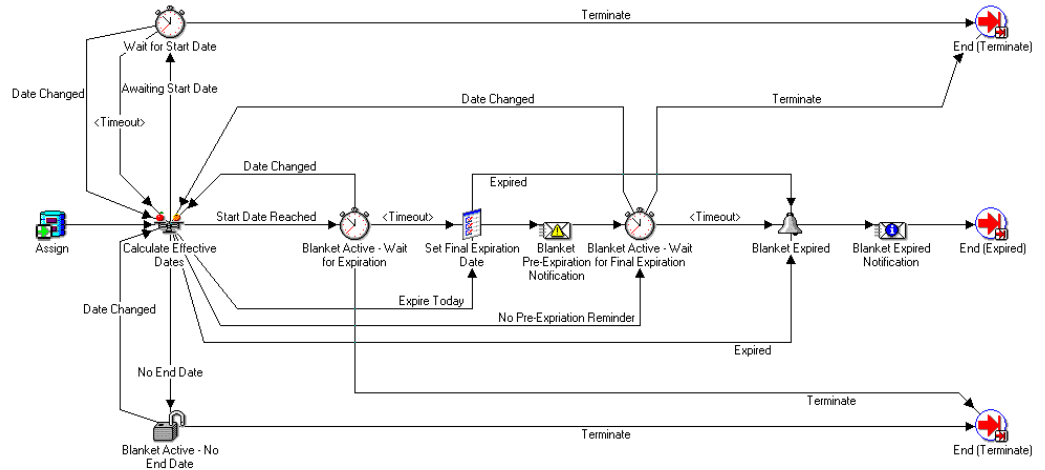 Terminate
Wait for Start Date
End (Terminate)
Date Changed
Awaiting Start Date
Date Changed
Terminate
<Timeout>
Date Changed
Expired
Start Date Reached
<Timeout>
<Timeout>
Assign
Calculate Effective
Dates
Blanket Active - Wait
for Expiration
Set Final Expiration
Date
Blanket
Pre-Expiration
Notification
Blanket Active - Wait
for Final Expiration
Blanket Expired
Blanket Expired
Notification
End (Expired)
Date Changed
Expire Today
No Pre-Expriation Reminder
Expired
No End Date
Terminate
Terminate
Blanket Active - No
End Date
End (Terminate)